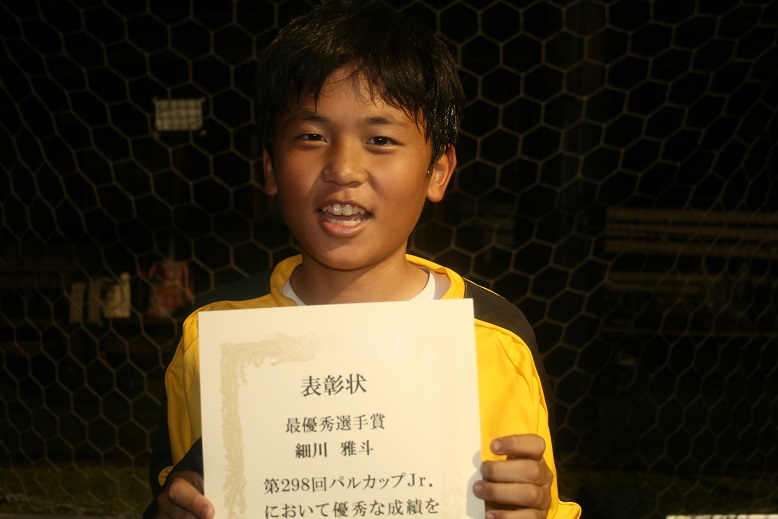 表彰状
最優秀選手賞
細川 雅斗
第298回パルカップJr.
において優秀な成績を